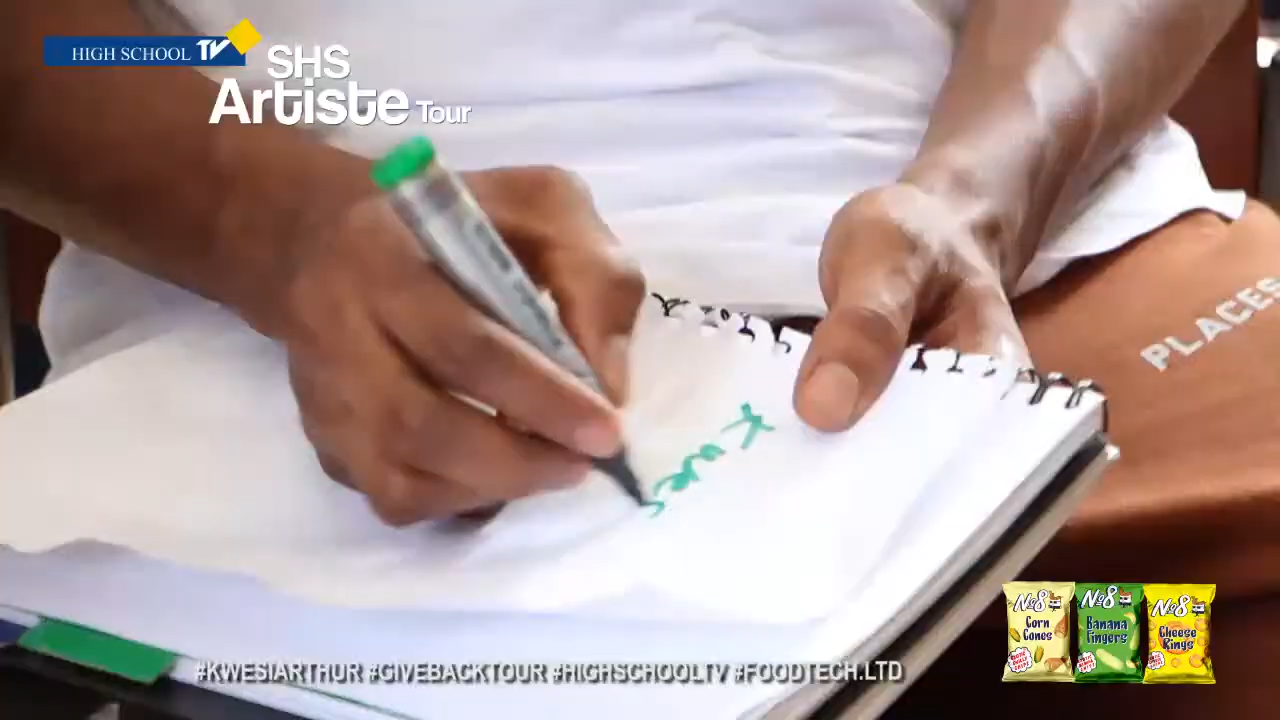 HIGH SCHOOL TV
SHS
Artiste Tour
PLACES
#KWESIARTHUR #GIVEBACKTOUR #HIGHSCHOOLTV #FOODTECH.LTD
No8
Corn
Cones
No8
Banana
Fingers
No8
Cheese
Rings